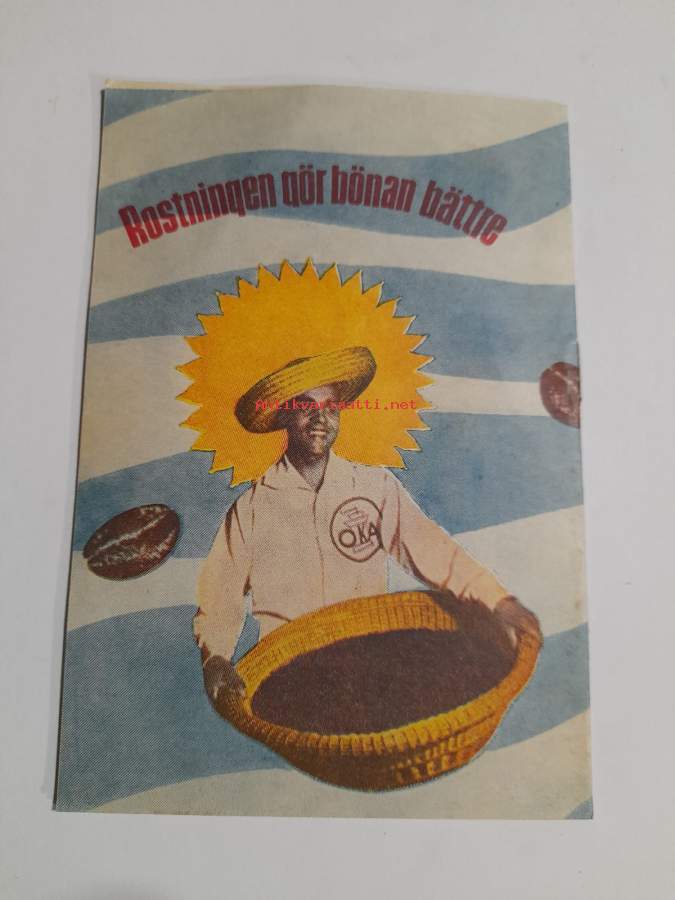 Rostningen gör bönan bättre
Antikvariaatti.net
OKA